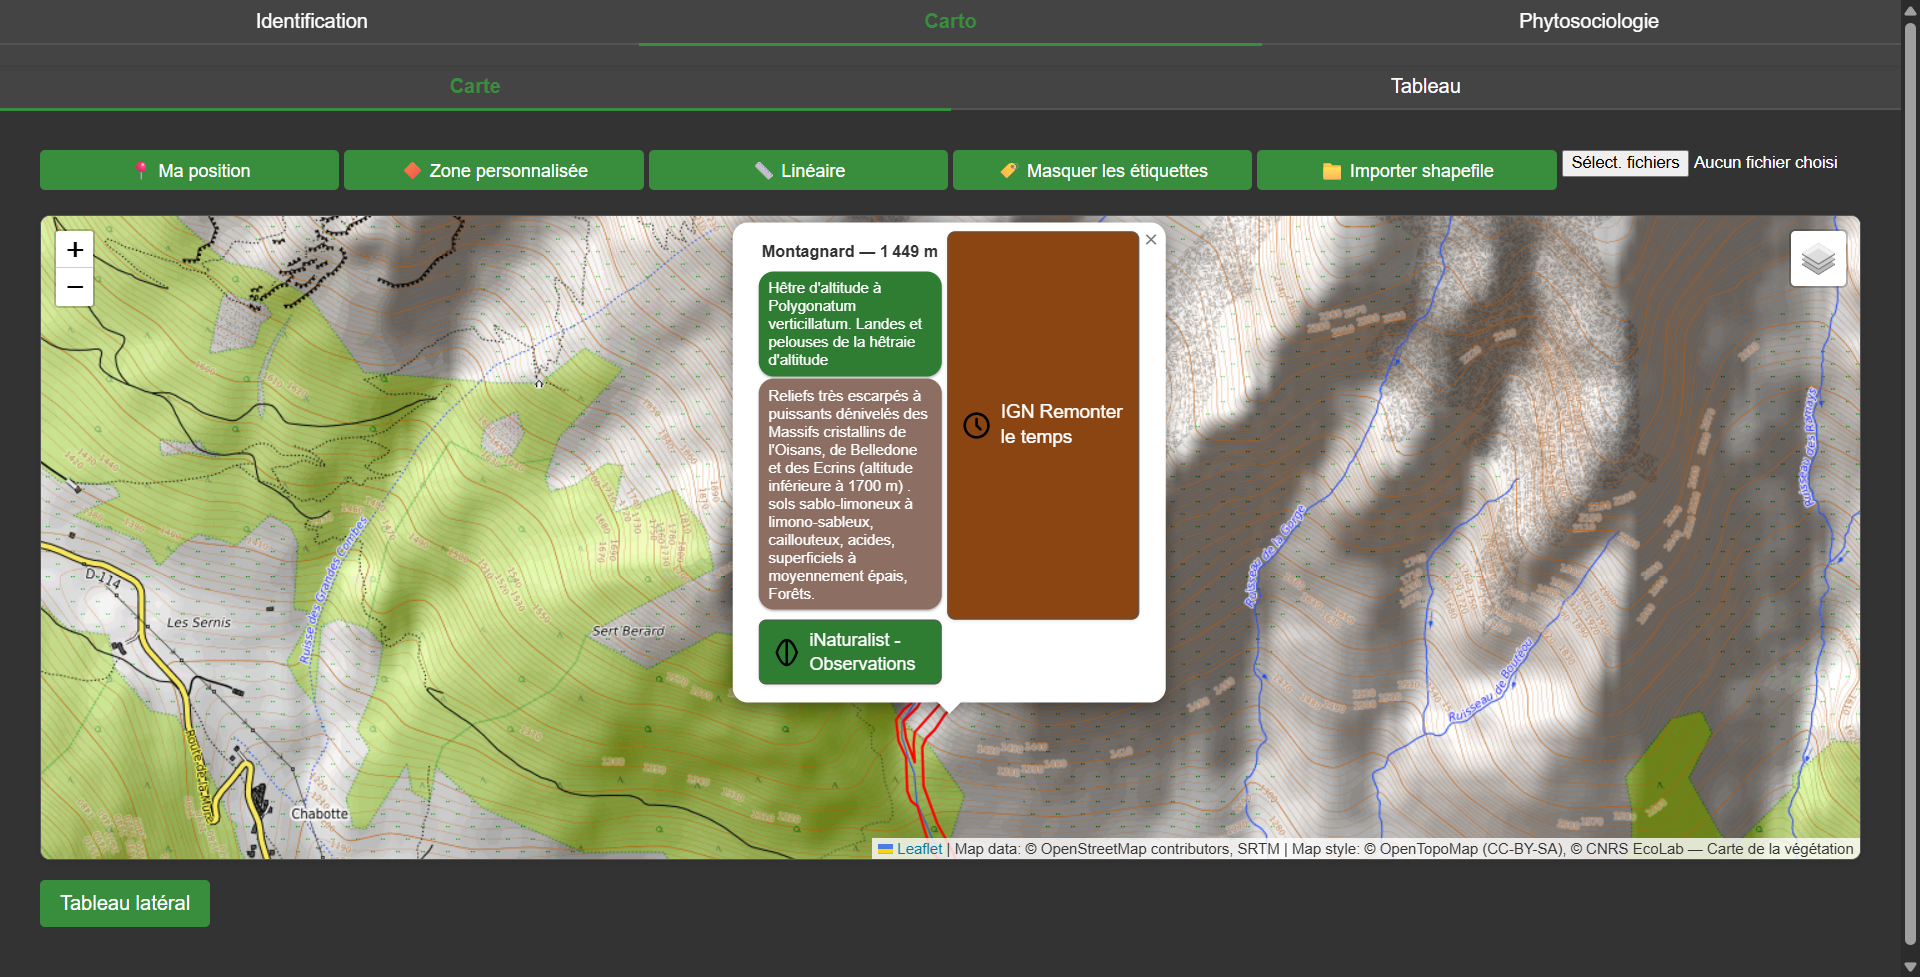 Identification
Carto
Phytosociologie
Carte
Tableau
📍 Ma position
♦ Zone personnalisée
📏 Linéaire
🏷️ Masquer les étiquettes
📁 Importer shapefile
Sélect. fichiers
Aucun fichier choisi
+
−
Montagnard — 1 449 m
×
Hêtre d'altitude à
Polygonatum
verticillatum. Landes et
pelouses de la hêtraie
d'altitude
Reliefs très escarpés à
puissants dénivelés des
Massifs cristallins de
l'Oisans, de Belledone
et des Ecrins (altitude
inférieure à 1700 m) .
sols sablo-limoneux à
limono-sableux,
caillouteux, acides,
superficiels à
moyennement épais,
Forêts.
IGN Remonter
le temps
iNaturalist -
Observations
D-114
Les Sernis
Ruisse des Grandes Combes
Sert Berard
Route de la Mure
Chabotte
Ruisseau de la Gorge
Ruisseau de Boutéou
Leaflet | Map data: © OpenStreetMap contributors, SRTM | Map style: © OpenTopoMap (CC-BY-SA), © CNRS EcoLab — Carte de la végétation
Tableau latéral